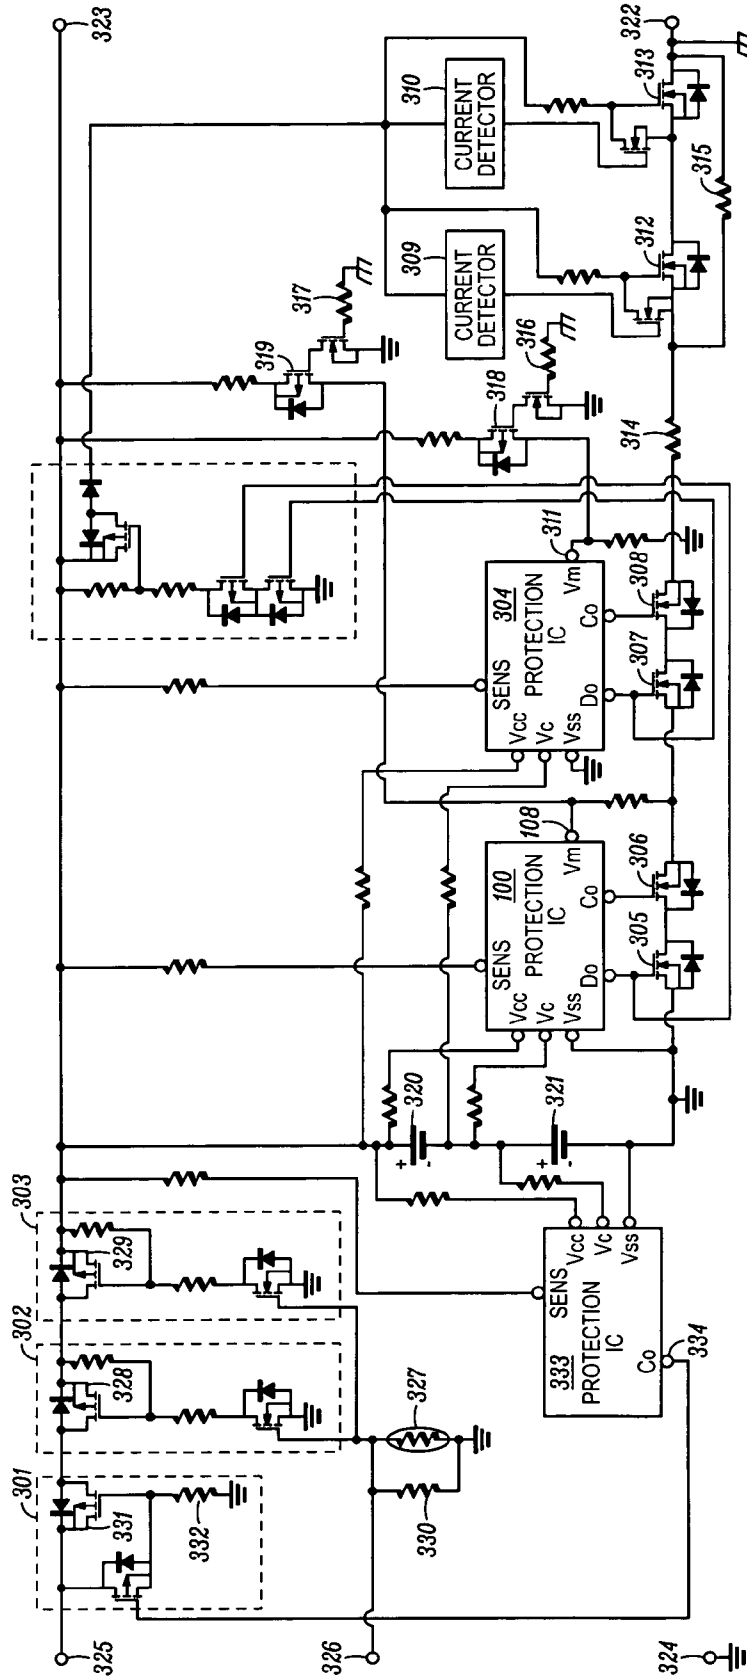 323
322
313
310
CURRENT
DETECTOR
315
312
309
CURRENT
DETECTOR
317
319
316
318
314
311
Vm
304
PROTECTION
IC
SENS
Vcc
Vc
Vss
Co
Do
308
307
108
Vm
100
PROTECTION
IC
SENS
Vcc
Vc
Vss
Co
Do
306
305
+
320
-
+
321
-
303
329
302
328
301
331
332
327
330
SENS
Vcc
Vc
Vss
333
PROTECTION
IC
Co
334
325
326
324